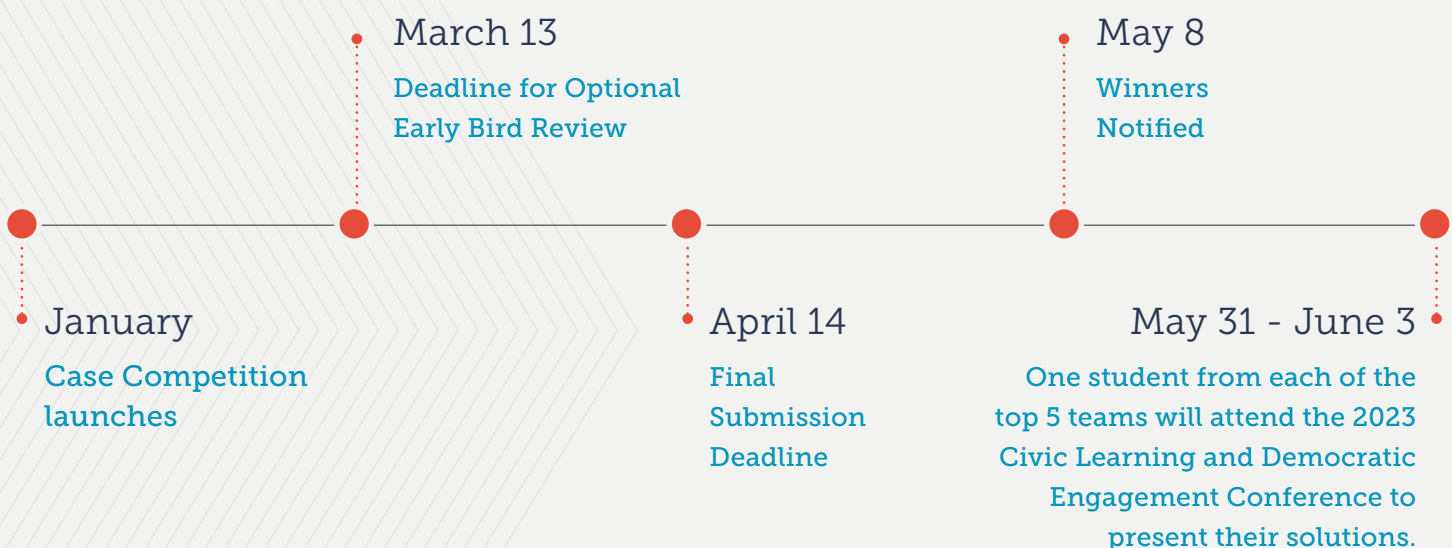 January
Case Competition
launches
March 13
Deadline for Optional
Early Bird Review
April 14
Final
Submission
Deadline
May 8
Winners
Notified
May 31 - June 3
One student from each of the
top 5 teams will attend the 2023
Civic Learning and Democratic
Engagement Conference to
present their solutions.